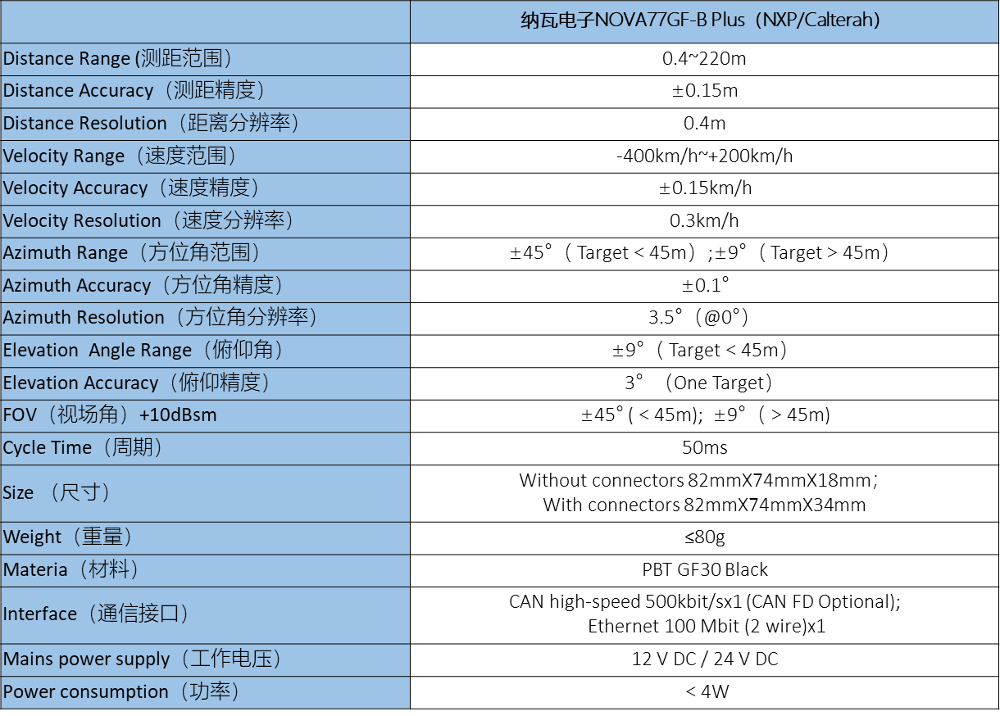 纳瓦电子NOVA77GF-B Plus（NXP/Calterah）
Distance Range (测距范围） 0.4~220m
Distance Accuracy（测距精度） ±0.15m
Distance Resolution（距离分辨率） 0.4m
Velocity Range（速度范围） -400km/h~+200km/h
Velocity Accuracy（速度精度） ±0.15km/h
Velocity Resolution（速度分辨率） 0.3km/h
Azimuth Range（方位角范围） ±45°（ Target < 45m）;±9°（ Target > 45m）
Azimuth Accuracy（方位角精度） ±0.1°
Azimuth Resolution（方位角分辨率） 3.5°（@0°）
Elevation Angle Range（俯仰角） ±9°（ Target < 45m）
Elevation Accuracy（俯仰精度） 3° （One Target）
FOV（视场角）+10dBsm ±45° ( < 45m); ±9°（ > 45m）
Cycle Time（周期） 50ms
Size （尺寸） Without connectors 82mmX74mmX18mm；
With connectors 82mmX74mmX34mm
Weight（重量） ≤80g
Materia（材料） PBT GF30 Black
Interface（通信接口） CAN high-speed 500kbit/sx1 (CAN FD Optional);
Ethernet 100 Mbit (2 wire)x1
Mains power supply（工作电压） 12 V DC / 24 V DC
Power consumption（功率） < 4W